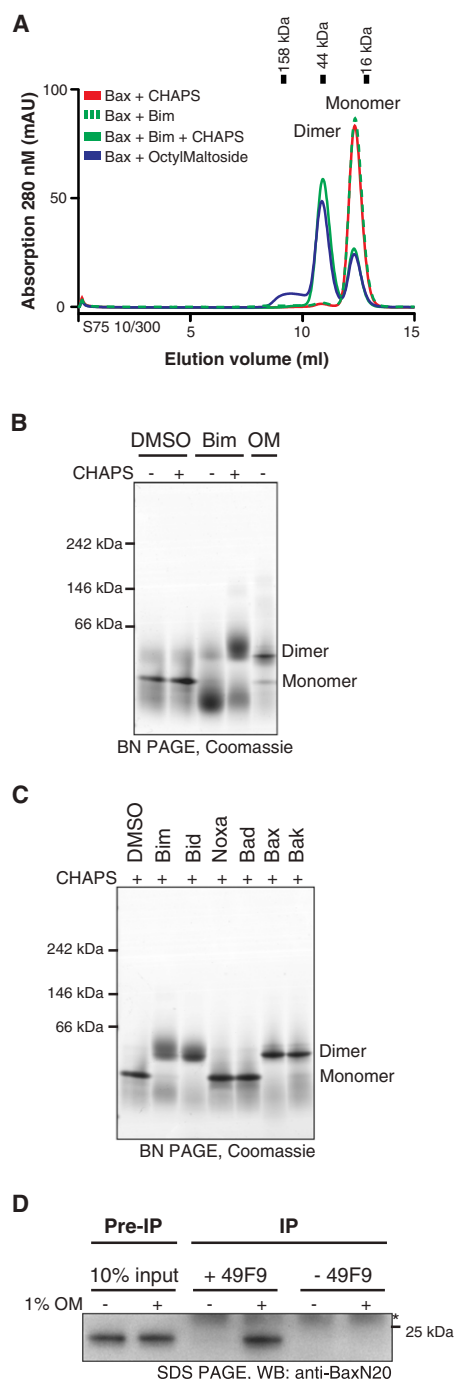 A
158 kDa
44 kDa
16 kDa
100
Bax + CHAPS
Bax + Bim
Bax + Bim + CHAPS
Bax + OctylMaltoside
Monomer
Dimer
Absorption 280 nM (mAU)
50
0
S75 10/300
5
10
15
Elution volume (ml)
B
DMSO Bim OM
CHAPS - + - + -
242 kDa
146 kDa
66 kDa
Dimer
Monomer
BN PAGE, Coomassie
C
DMSO Bim Bid Noxa Bad Bax Bak
CHAPS + + + + + + +
242 kDa
146 kDa
66 kDa
Dimer
Monomer
BN PAGE, Coomassie
D
Pre-IP IP
10% input + 49F9 - 49F9
1% OM - + - + - +
*
25 kDa
SDS PAGE. WB: anti-BaxN20